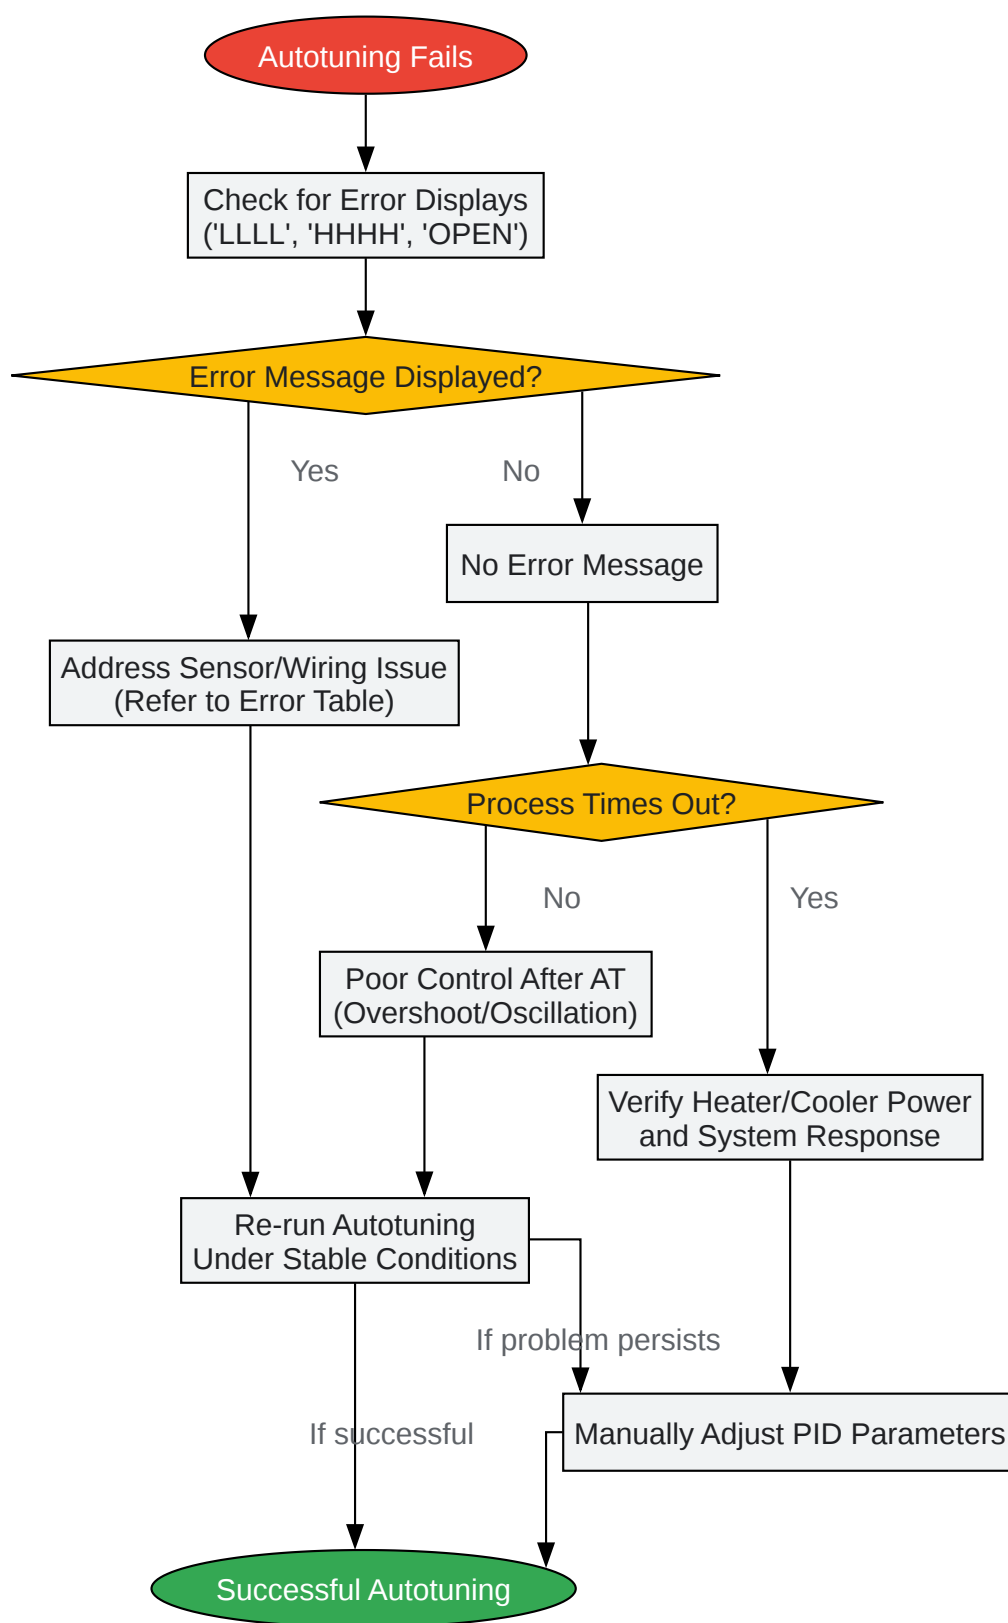 Autotuning Fails
Check for Error Displays
('LLLL', 'HHHH', 'OPEN')
Error Message Displayed?
Yes
No
No Error Message
Address Sensor/Wiring Issue
(Refer to Error Table)
Process Times Out?
No
Yes
Poor Control After AT
(Overshoot/Oscillation)
Verify Heater/Cooler Power
and System Response
Re-run Autotuning
Under Stable Conditions
If problem persists
If successful
Manually Adjust PID Parameters
Successful Autotuning